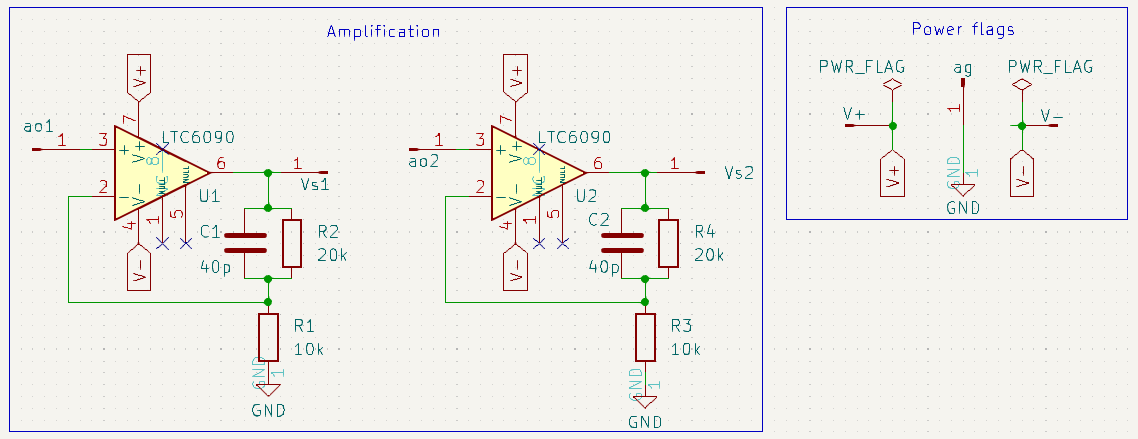 Amplification
V+
7
ao1
1
3
+
V+
8
LTC6090
6
1
Vs1
2
-
V-
NULL
NULL
U1
4
1
5
V-
C1
40p
R2
20k
R1
10k
GND
1
GND
V+
7
ao2
1
3
+
V+
8
LTC6090
6
1
Vs2
2
-
V-
NULL
NULL
U2
4
1
5
V-
C2
40p
R4
20k
R3
10k
GND
1
GND
Power flags
PWR_FLAG
ag
PWR_FLAG
V+
1
V-
V+
GND
1
V-
GND